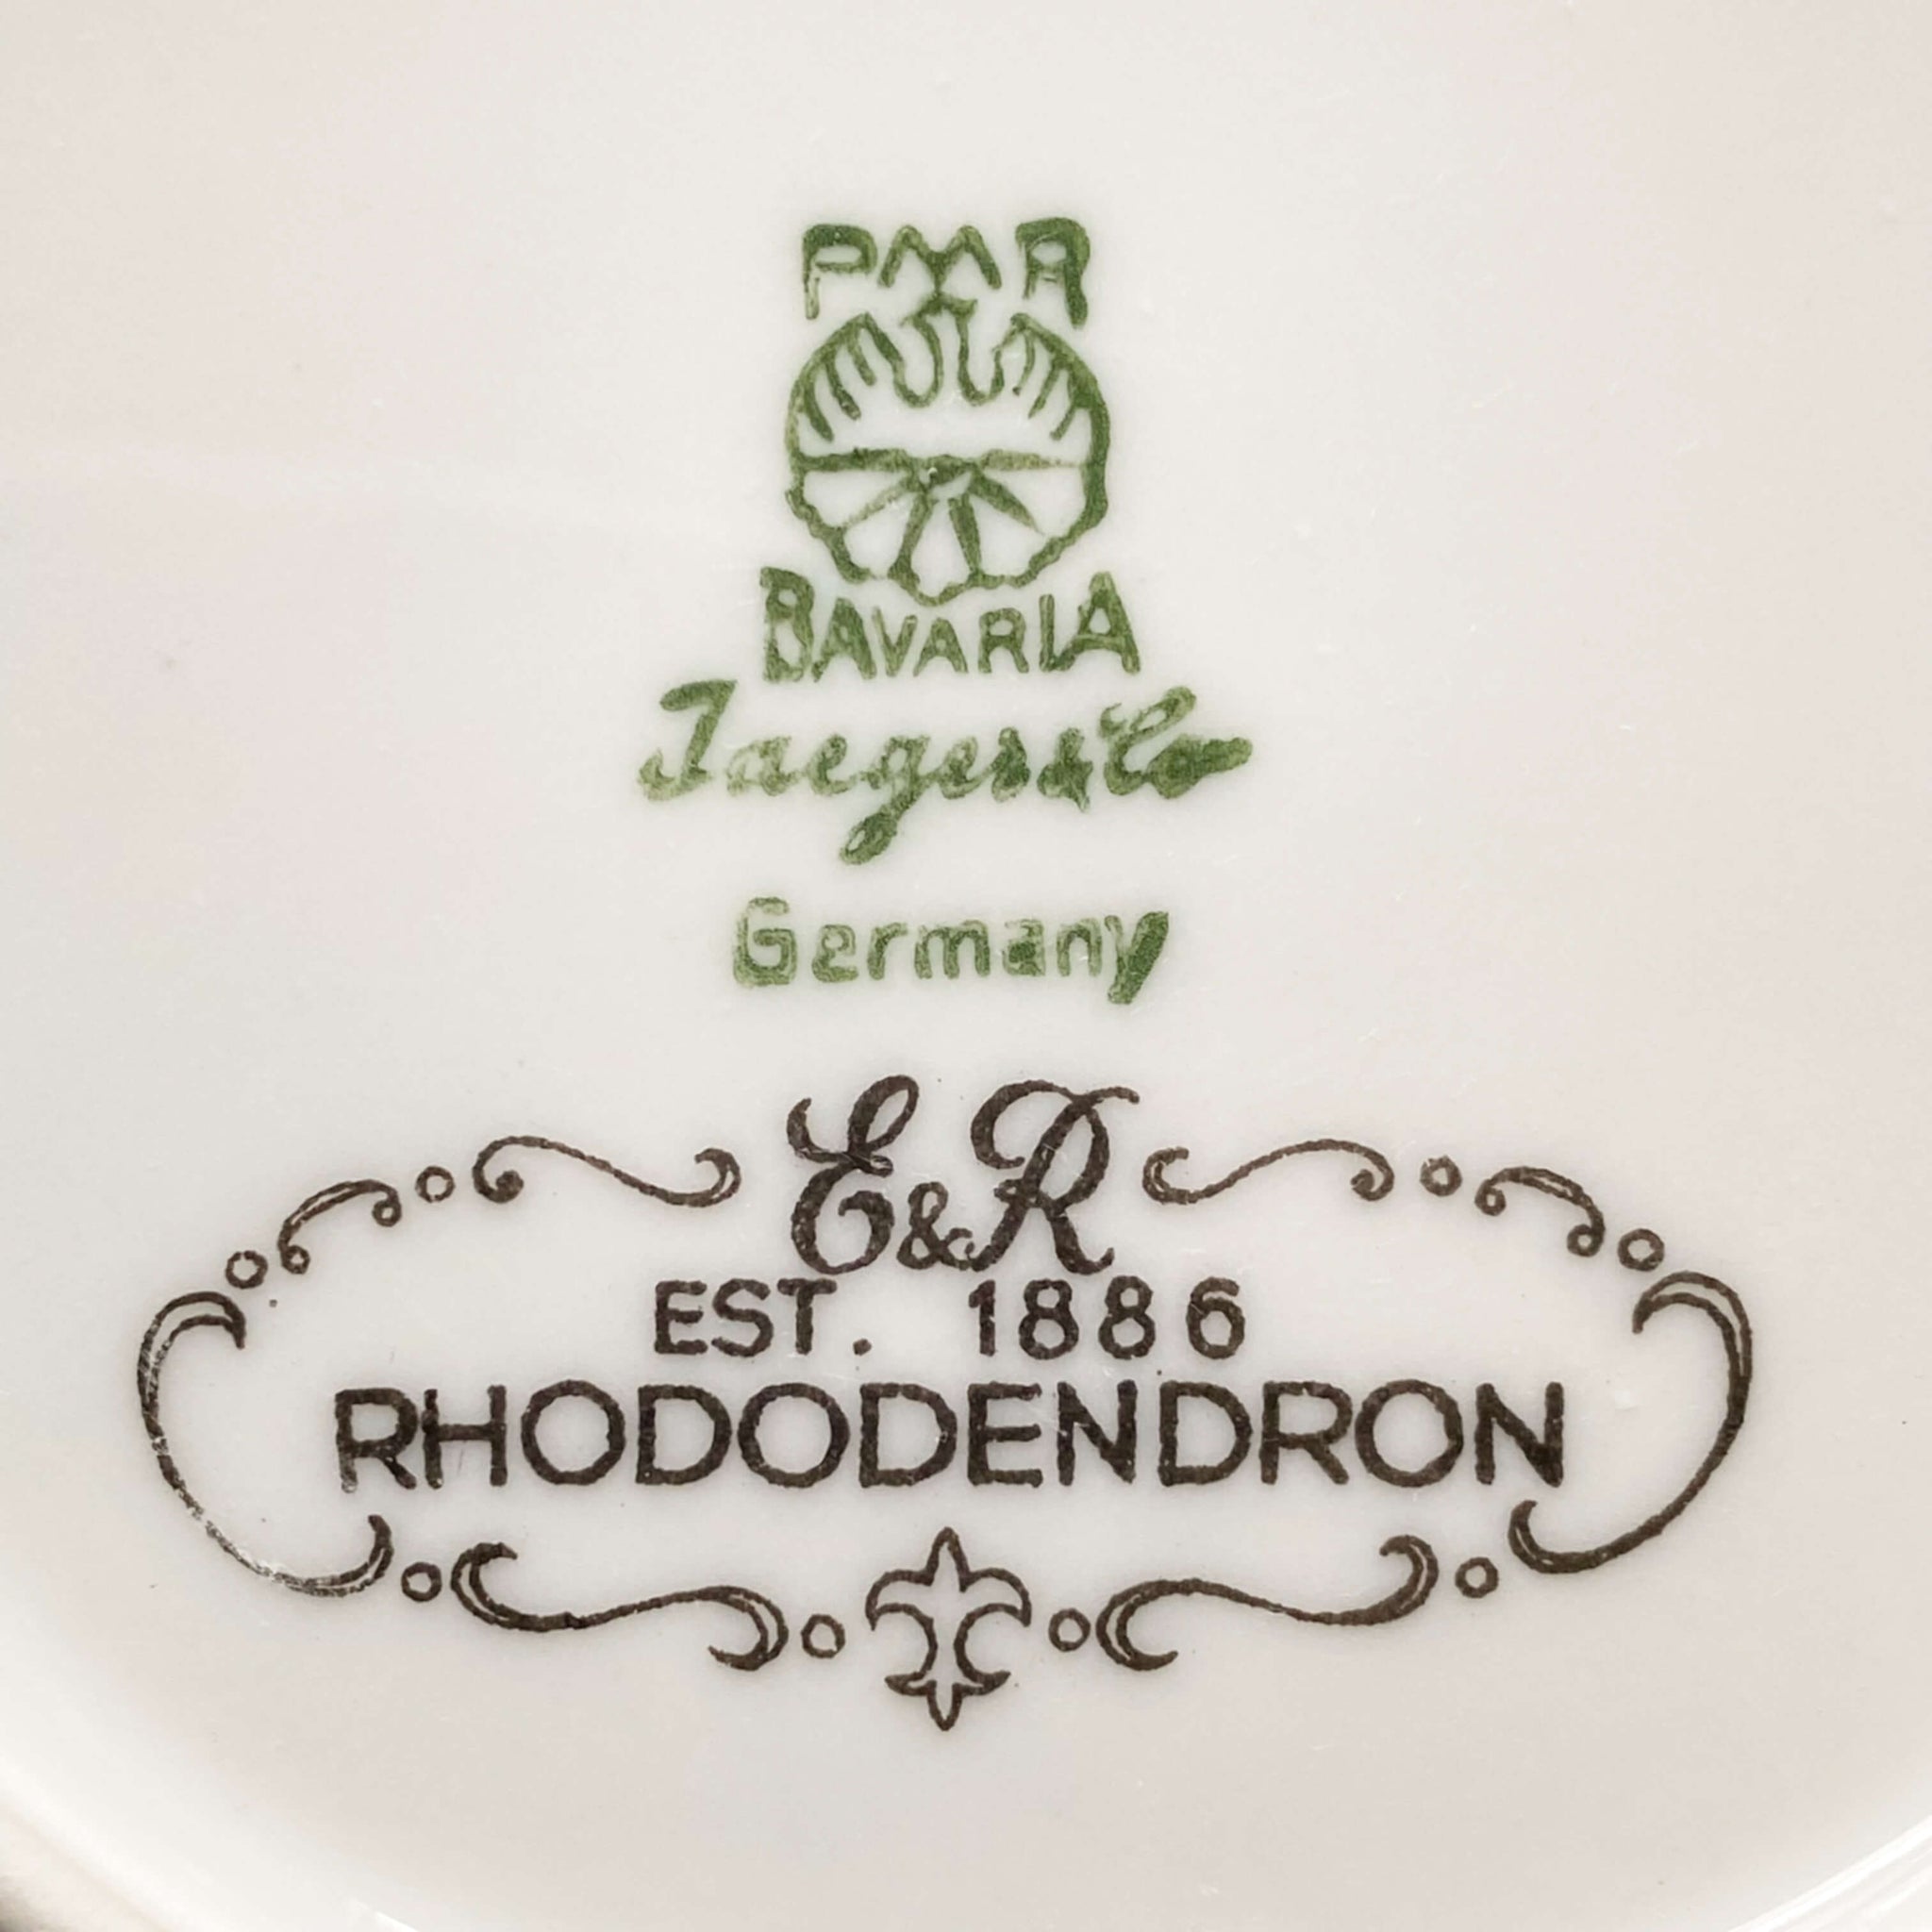 PMR
BAVARIA
Jaeger & Co
Germany
E&R
EST. 1886
RHODODENDRON